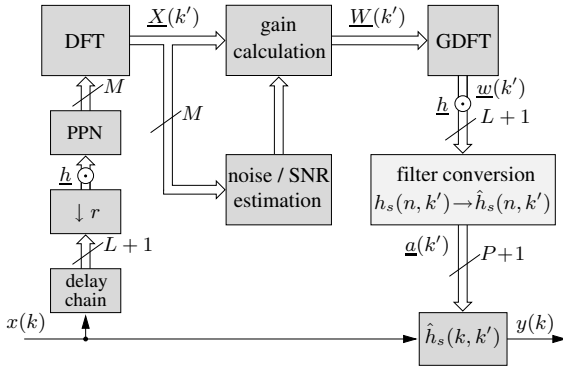 DFT
X(k′)
gain
calculation
W(k′)
GDFT
M
M
h
w(k′)
L + 1
PPN
h
noise / SNR
estimation
filter conversion
hₛ(n, k′)→ĥₛ(n, k′)
↓ r
L + 1
a(k′)
P+1
delay
chain
x(k)
ĥₛ(k, k′)
y(k)